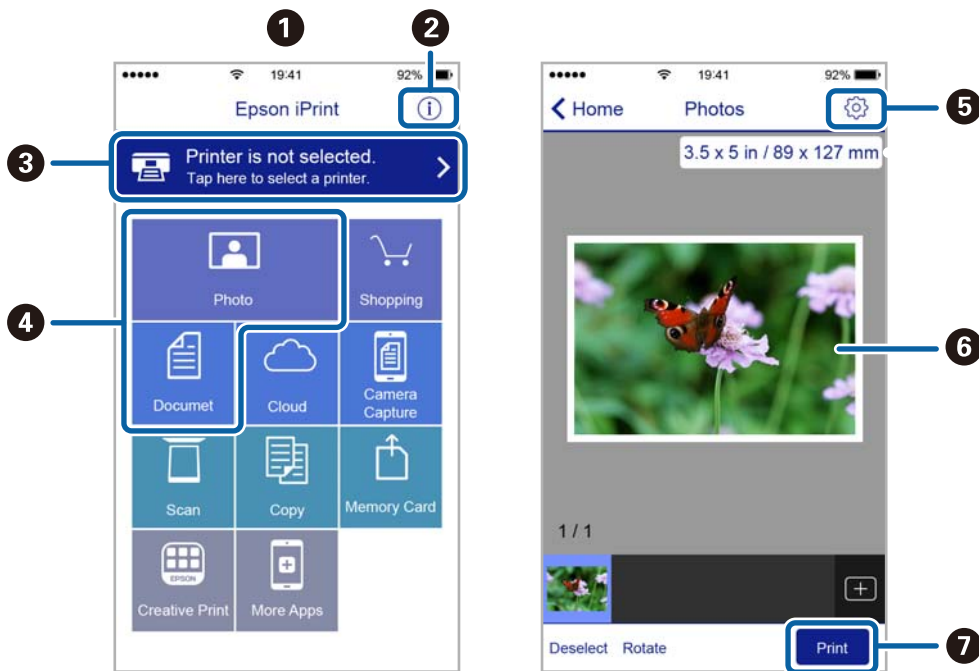 1
2
19:41
92%
Epson iPrint
3
Printer is not selected.
Tap here to select a printer.
4
Photo
Shopping
Documet
Cloud
Camera
Capture
Scan
Copy
Memory Card
EPSON
Creative Print
More Apps
19:41
92%
Home
Photos
5
3.5 x 5 in / 89 x 127 mm
6
1 / 1
Deselect
Rotate
Print
7